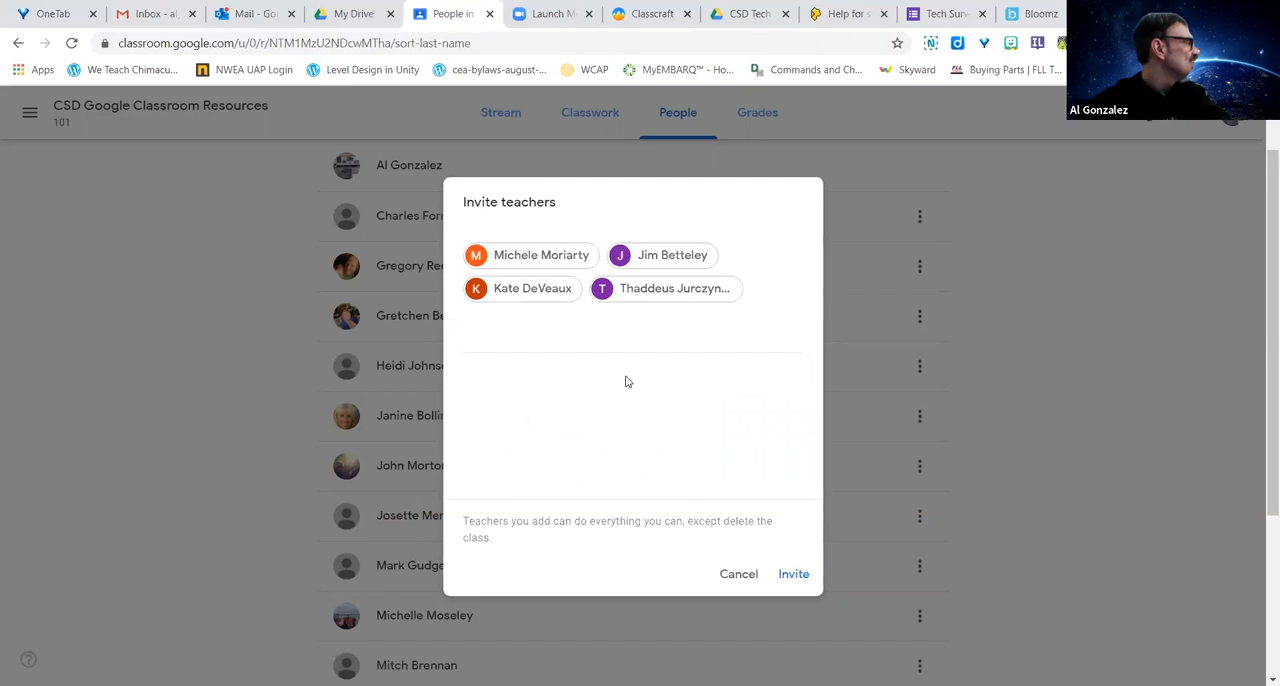 OneTab
Inbox - al
Mail - Go
My Drive
People in
Launch M
Classcraft
CSD Tech
Help for s
Tech Surv
Bloomz
classroom.google.com/u/0/r/NTM1MzU2NDcwMTha/sort-last-name
Apps
We Teach Chimacu...
NWEA UAP Login
Level Design in Unity
cea-bylaws-august-...
WCAP
MyEMBARQ™ - Ho...
Commands and Ch...
Skyward
Buying Parts | FLL T...
Al Gonzalez
CSD Google Classroom Resources
101
Stream
Classwork
People
Grades
Al Gonzalez
Charles For
Gregory Re
Gretchen Be
Heidi Johns
Janine Bolli
John Morto
Josette Mer
Mark Gudge
Michelle Moseley
Mitch Brennan
Invite teachers
M Michele Moriarty
J Jim Betteley
K Kate DeVeaux
T Thaddeus Jurczyn...
Teachers you add can do everything you can, except delete the
class.
Cancel
Invite